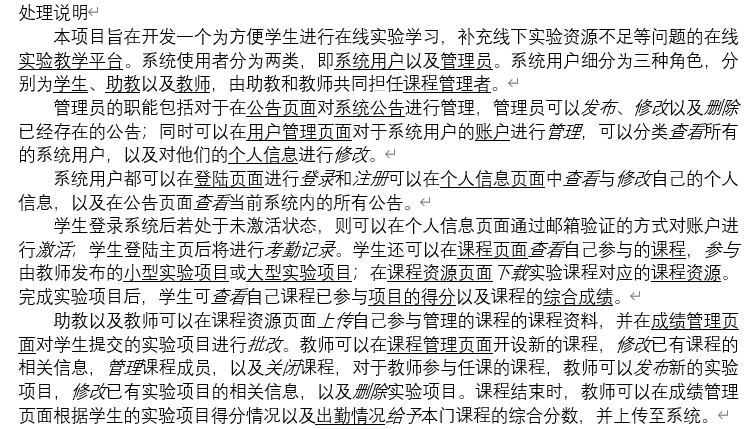 处理说明
本项目旨在开发一个为方便学生进行在线实验学习，补充线下实验资源不足等问题的在线
实验教学平台。系统使用者分为两类，即系统用户以及管理员。系统用户细分为三种角色，分
别为学生、助教以及教师，由助教和教师共同担任课程管理者。
管理员的职能包括对于在公告页面对系统公告进行管理，管理员可以发布、修改以及删除
已经存在的公告；同时可以在用户管理页面对于系统用户的账户进行管理，可以分类查看所有
的系统用户，以及对他们的个人信息进行修改。
系统用户都可以在登陆页面进行登录和注册可以在个人信息页面中查看与修改自己的个人
信息，以及在公告页面查看当前系统内的所有公告。
学生登录系统后若处于未激活状态，则可以在个人信息页面通过邮箱验证的方式对账户进
行激活；学生登陆主页后将进行考勤记录。学生还可以在课程页面查看自己参与的课程，参与
由教师发布的小型实验项目或大型实验项目；在课程资源页面下载实验课程对应的课程资源。
完成实验项目后，学生可查看自己课程已参与项目的得分以及课程的综合成绩。
助教以及教师可以在课程资源页面上传自己参与管理的课程的课程资料，并在成绩管理页
面对学生提交的实验项目进行批改。教师可以在课程管理页面开设新的课程，修改已有课程的
相关信息，管理课程成员，以及关闭课程，对于教师参与任课的课程，教师可以发布新的实验
项目，修改已有实验项目的相关信息，以及删除实验项目。课程结束时，教师可以在成绩管理
页面根据学生的实验项目得分情况以及出勤情况给予本门课程的综合分数，并上传至系统。